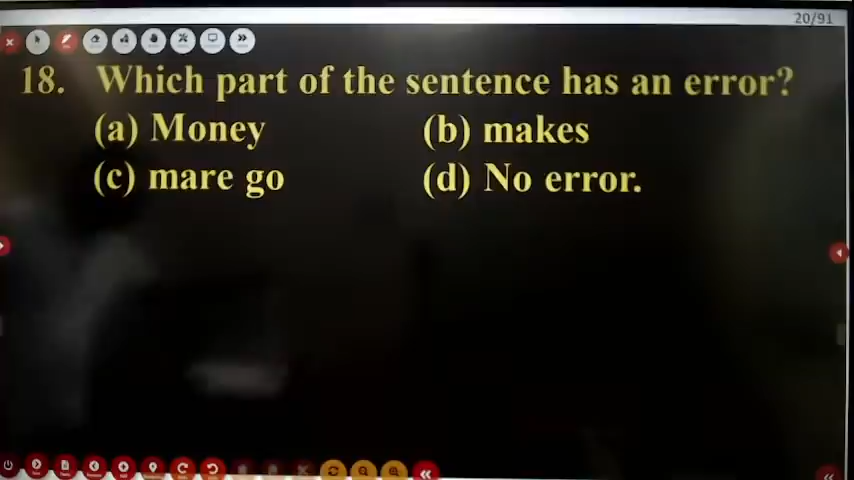 20/91
18. Which part of the sentence has an error?
(a) Money (b) makes
(c) mare go (d) No error.